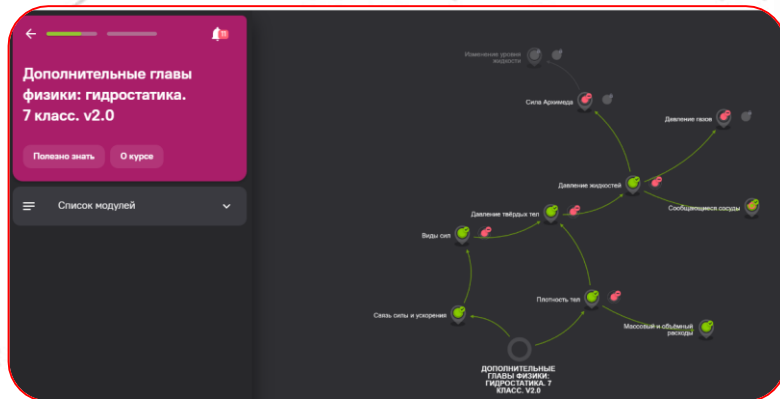 Дополнительные главы
физики: гидростатика.
7 класс. v2.0
Полезно знать
О курсе
Список модулей
Изменение уровня
жидкости
Сила Архимеда
Давление газов
Давление жидкостей
Сообщающиеся сосуды
Давление твёрдых тел
Виды сил
Плотность тел
Связь силы и ускорения
Массовый и объёмный
расходы
ДОПОЛНИТЕЛЬНЫЕ
ГЛАВЫ ФИЗИКИ:
ГИДРОСТАТИКА. 7
КЛАСС. V2.0